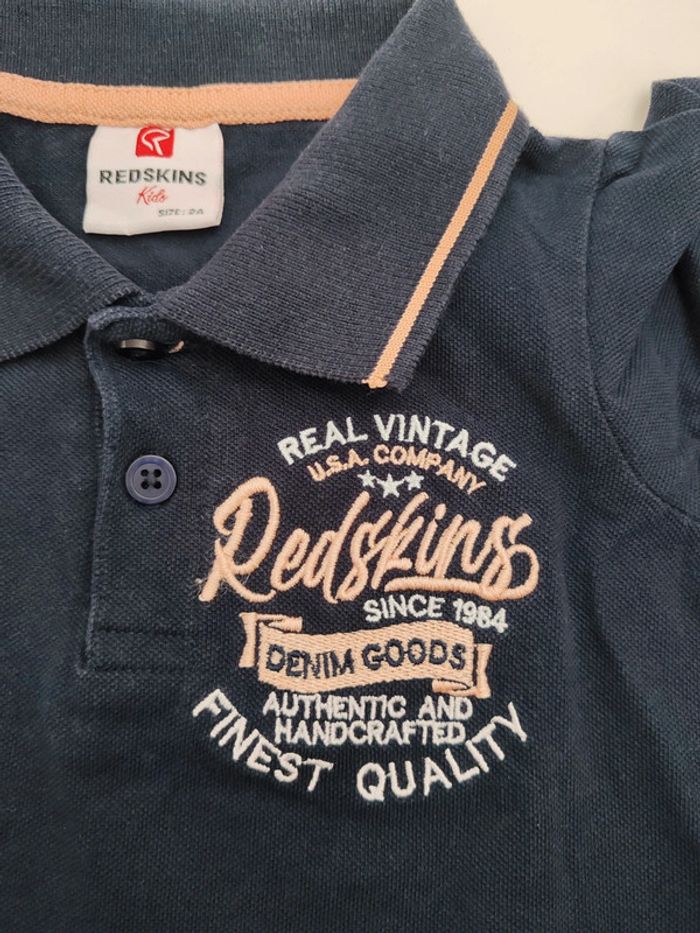 REDSKINS
Kids
REAL VINTAGE
U.S.A. COMPANY
Redskins
SINCE 1984
DENIM GOODS
AUTHENTIC AND
HANDCRAFTED
FINEST QUALITY